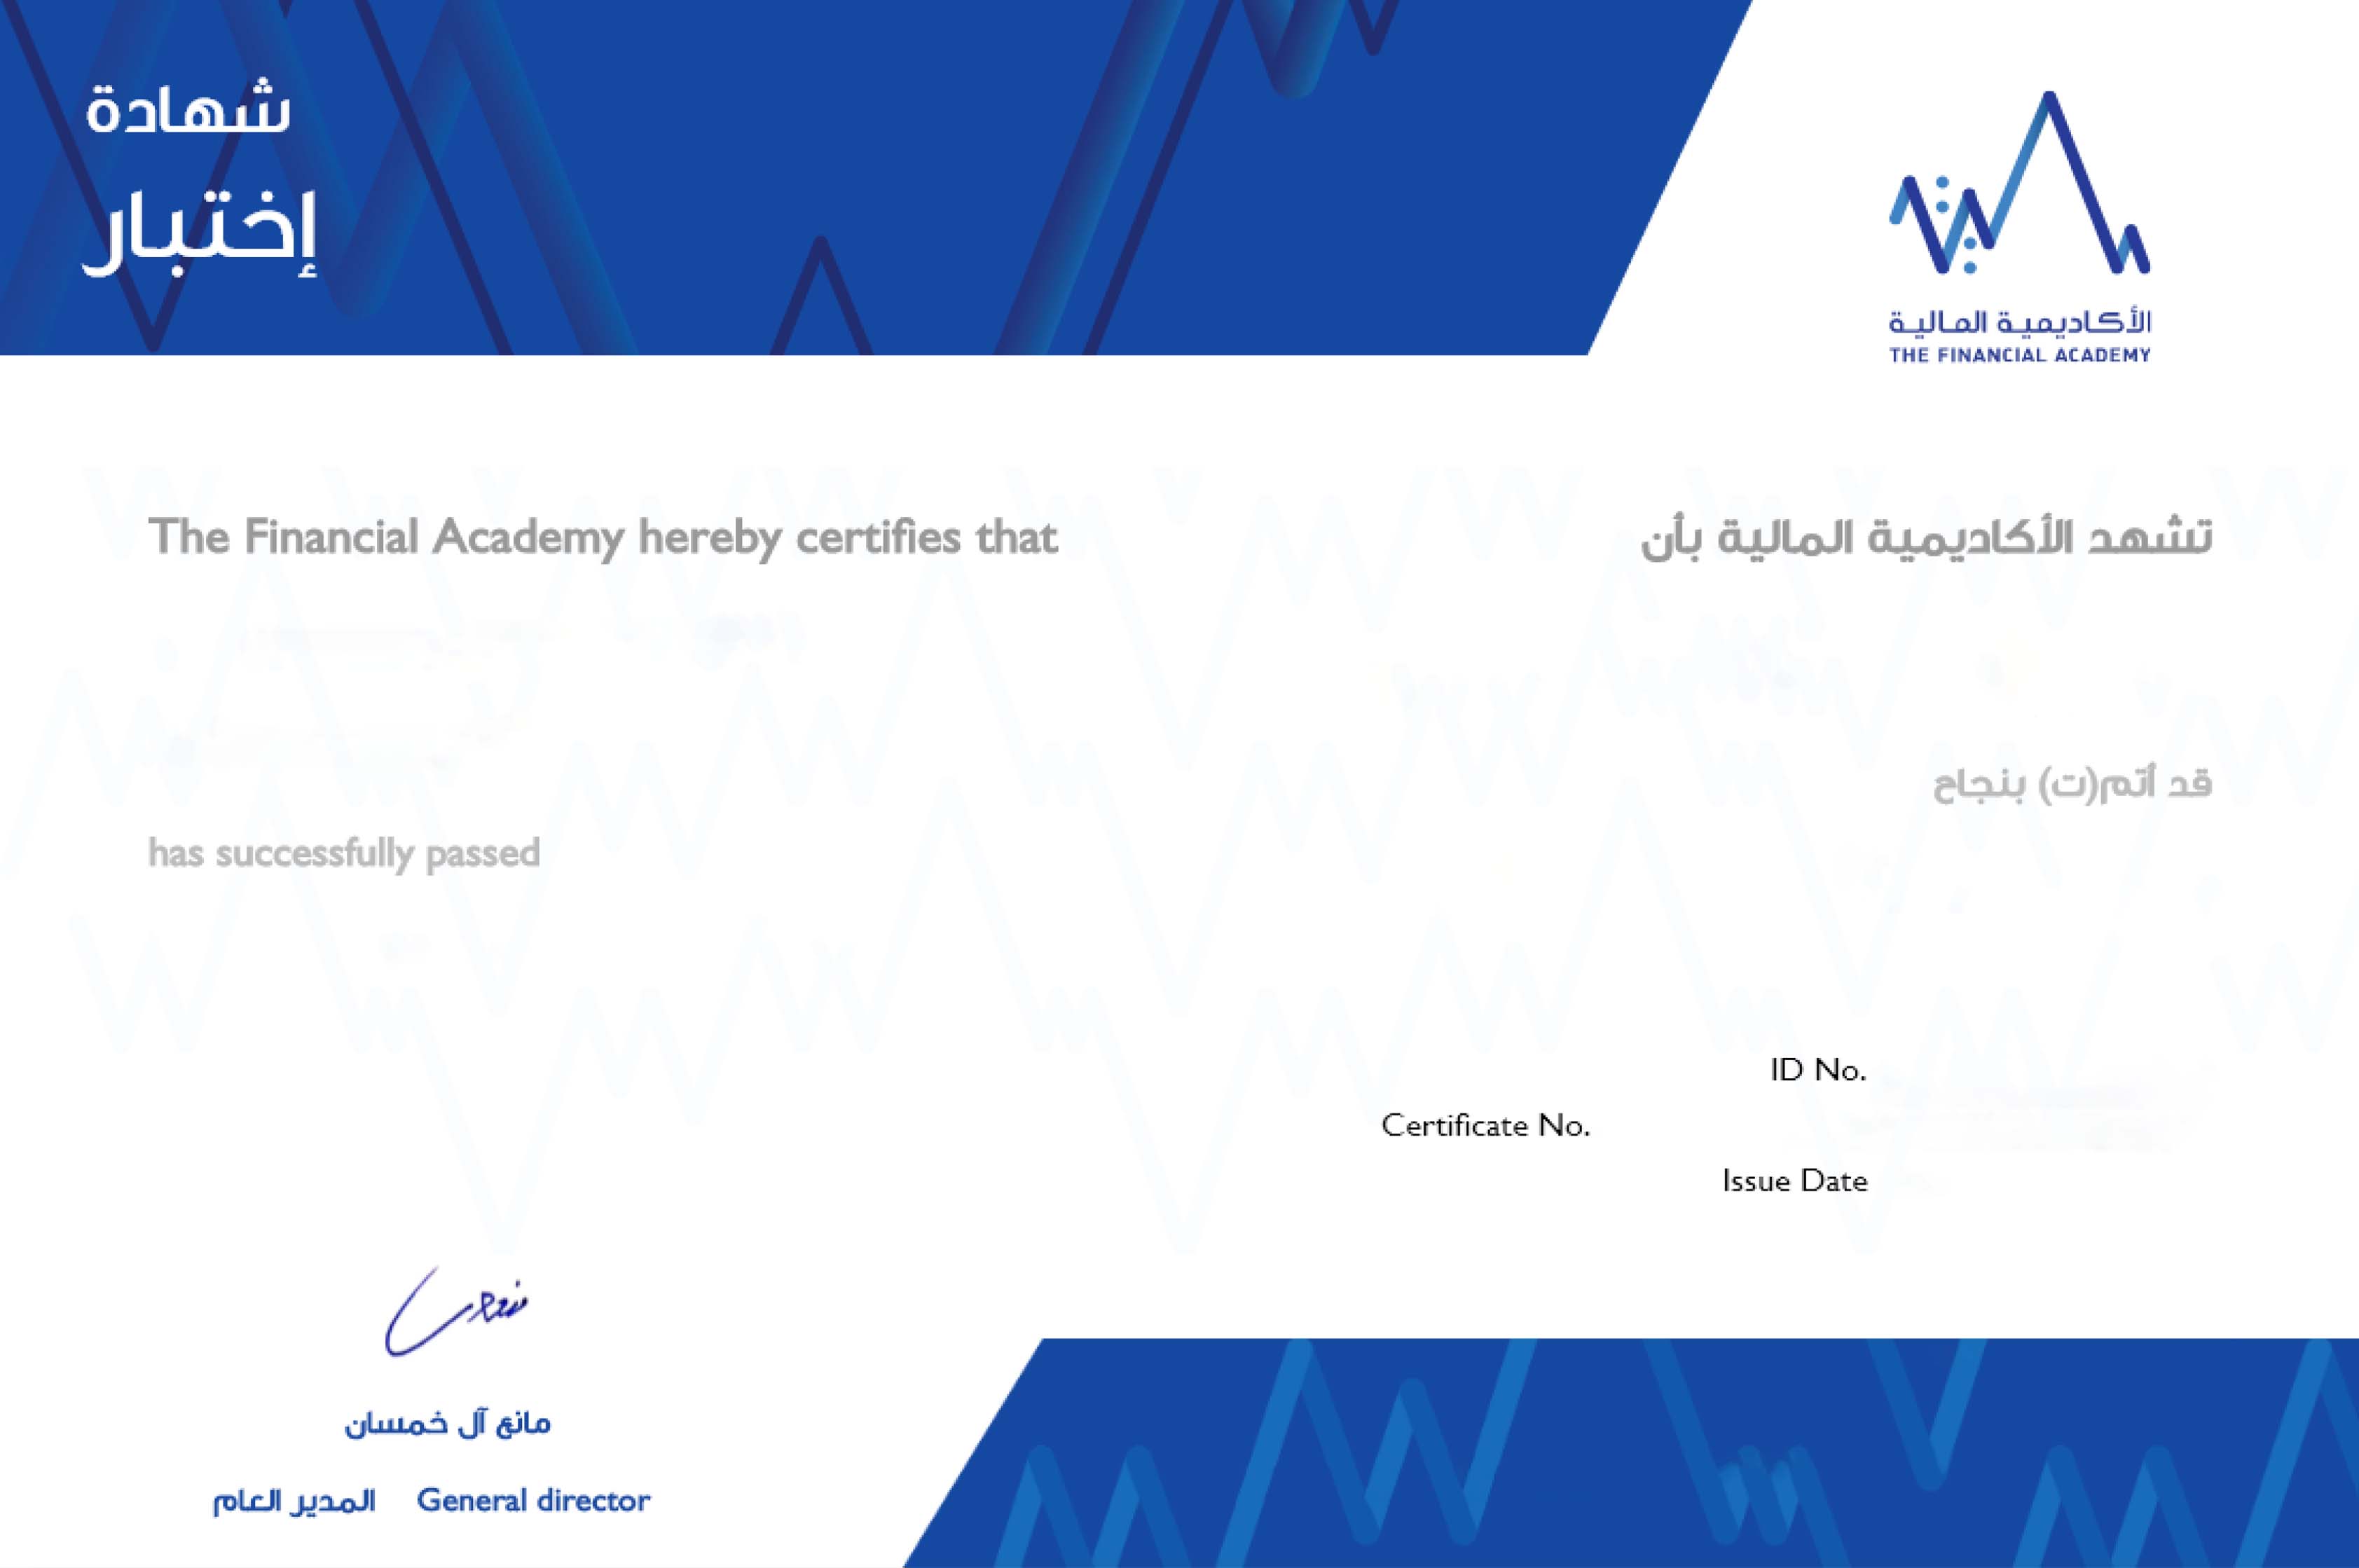 شهادة
إختبار
الأكاديمية المالية
THE FINANCIAL ACADEMY
The Financial Academy hereby certifies that
تشهد الأكاديمية المالية بأن
قد أتم(ت) بنجاح
has successfully passed
ID No.
Certificate No.
Issue Date
مانع آل خمسان
المدير العام General director